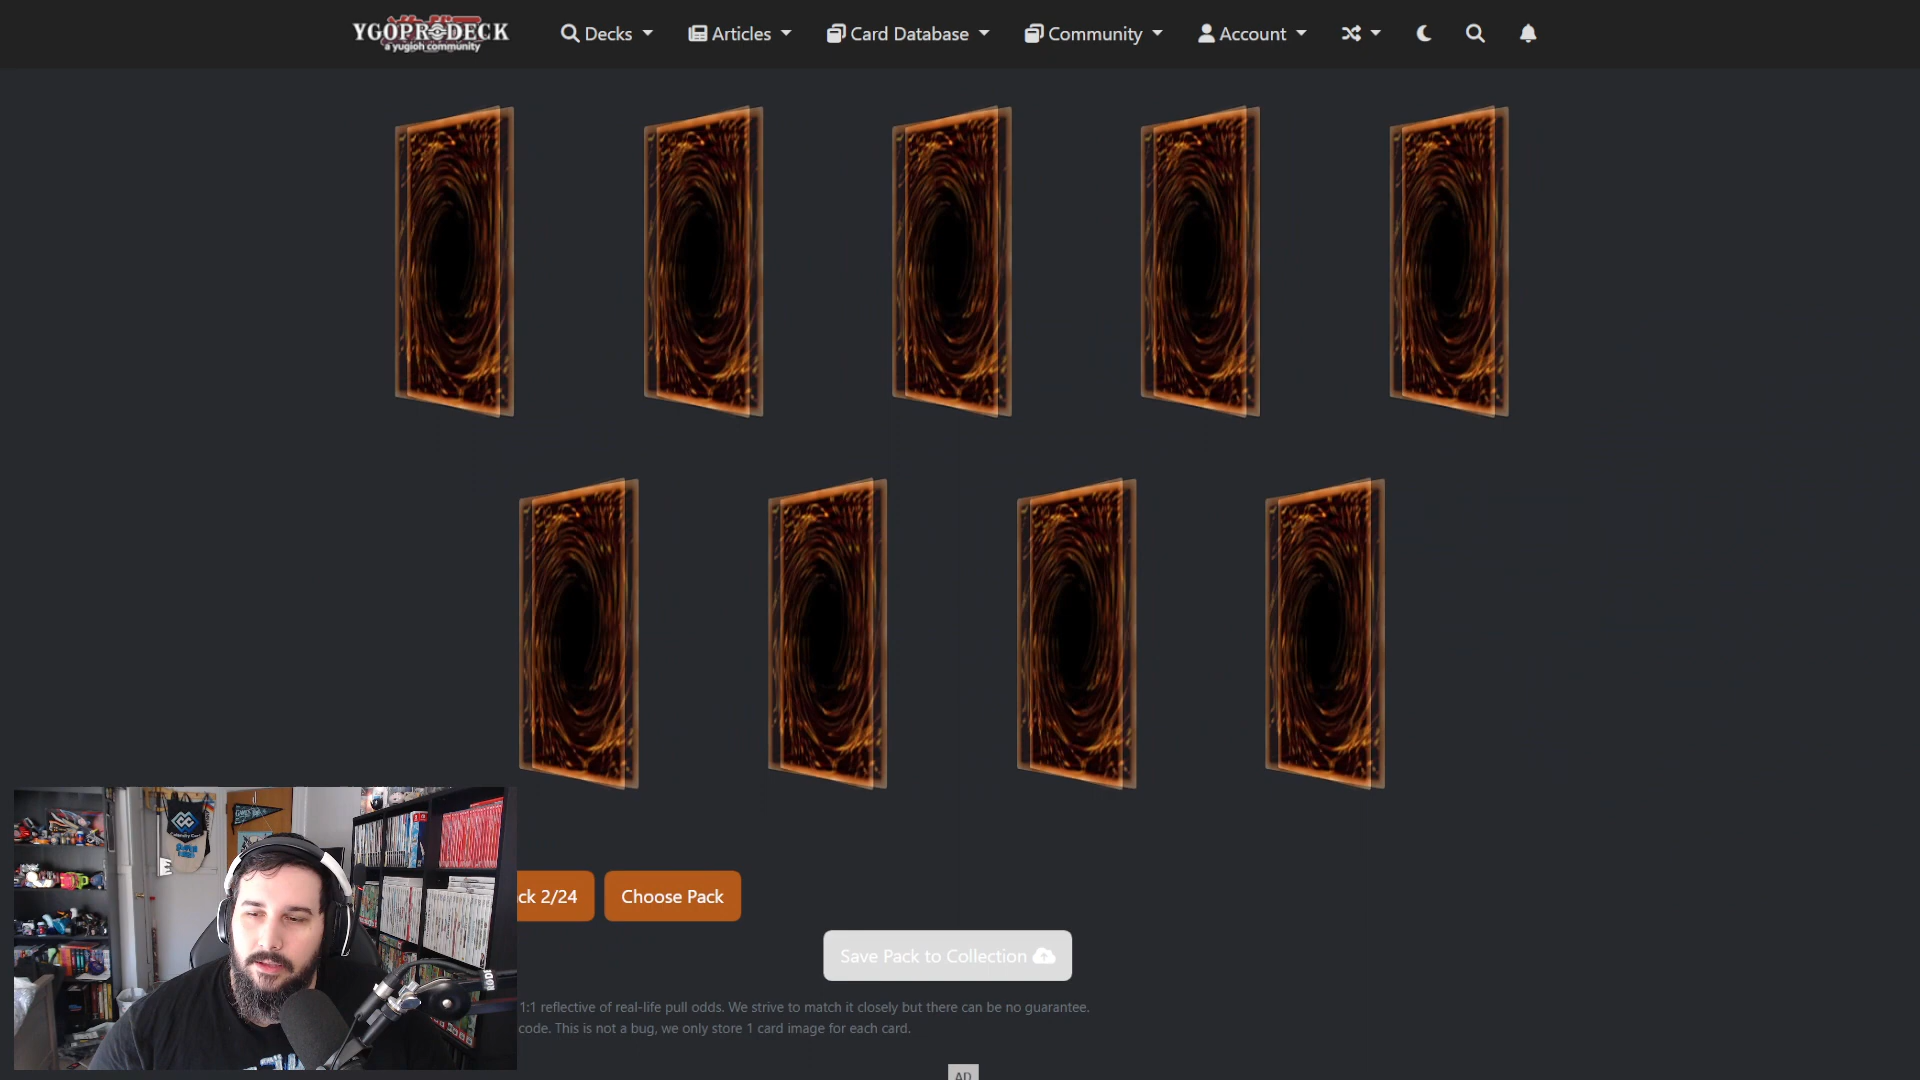 YGOPRODECK
a yugioh community
Decks
Articles
Card Database
Community
Account
ck 2/24
Choose Pack
Save Pack to Collection
1:1 reflective of real-life pull odds. We strive to match it closely but there can be no guarantee.
code. This is not a bug, we only store 1 card image for each card.
AD
RODE